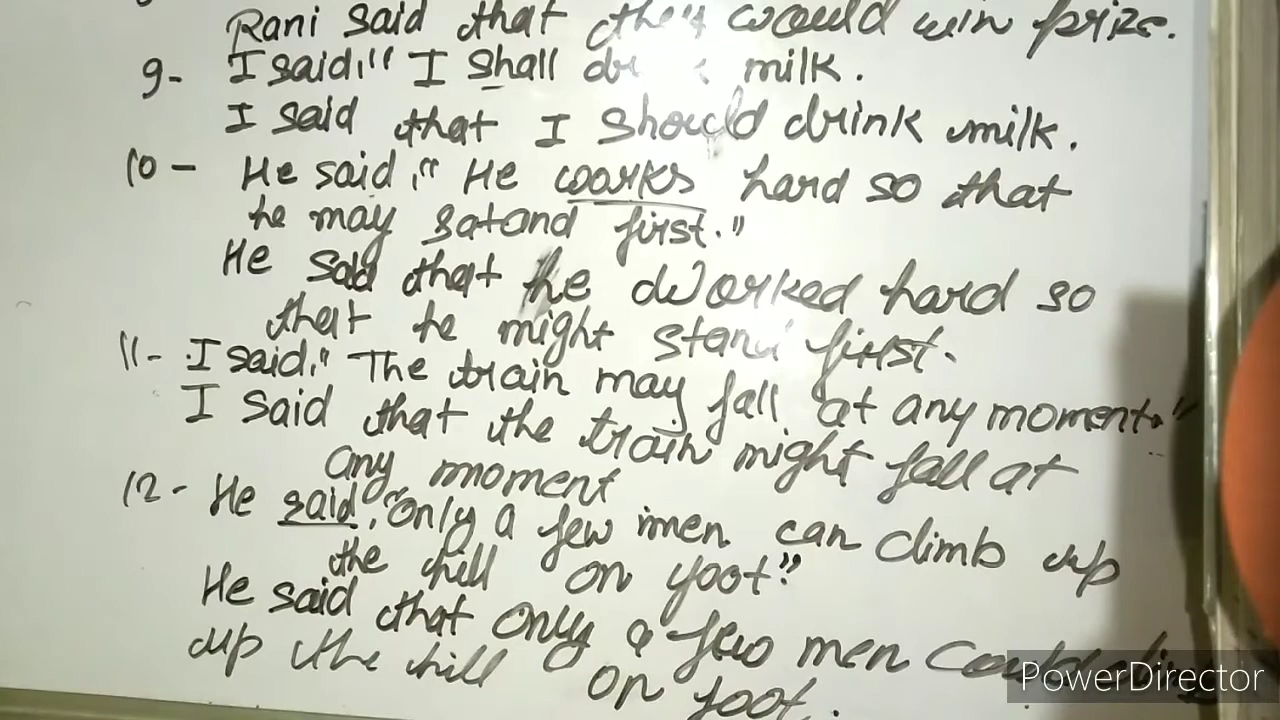 Rani said that they would win prize.
9- I said," I shall milk.
I said that I should drink milk.
10 - He said," He works hard so that
he may satand first."
He said that he worked hard so
that he might stand first.
11- I said," The train may fall at any moment."
I said that the train might fall at
any moment
12- He said, "only a few men can climb up
the hill on foot"
He said that only a few men could
up the hill on foot.
PowerDirector